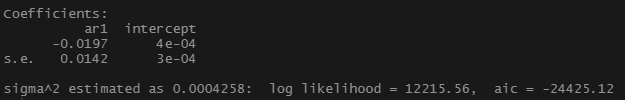 Coefficients:
ar1 intercept
-0.0197 4e-04
s.e. 0.0142 3e-04
sigma^2 estimated as 0.0004258: log likelihood = 12215.56, aic = -24425.12